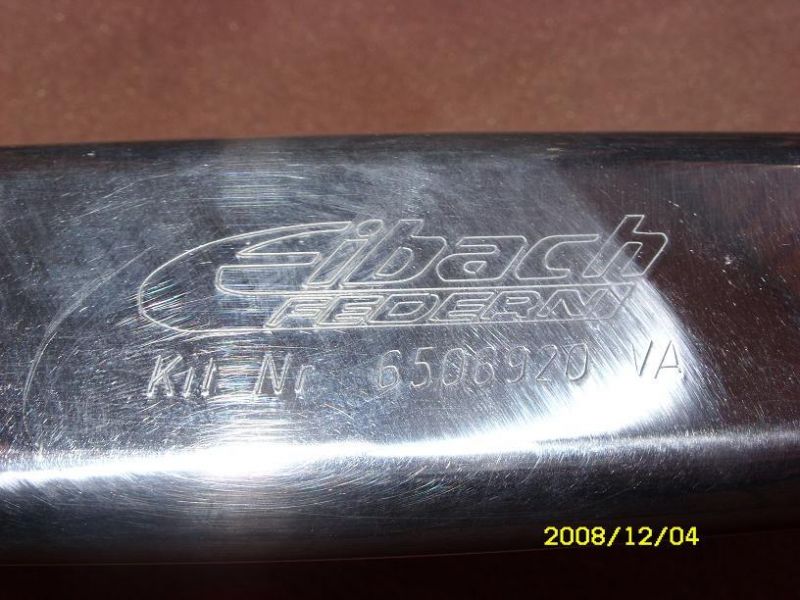 Eibach
FEDERN
Kit Nr 6506920 VA
2008/12/04